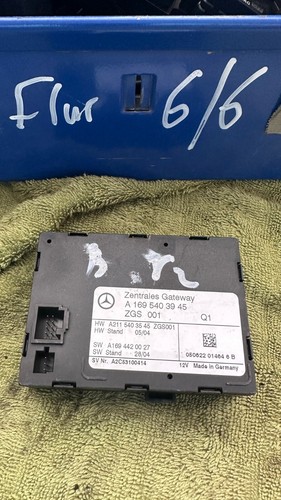 Flur 6/6
Zentrales Gateway
A 169 540 39 45
ZGS 001 Q1
HW A211 540 35 45 ZGS001
HW Stand 05/04
SW A169 442 00 27
SW Stand 28/04
080622 01464 6 B
SV Nr. A2C53100414 12V Made in Germany